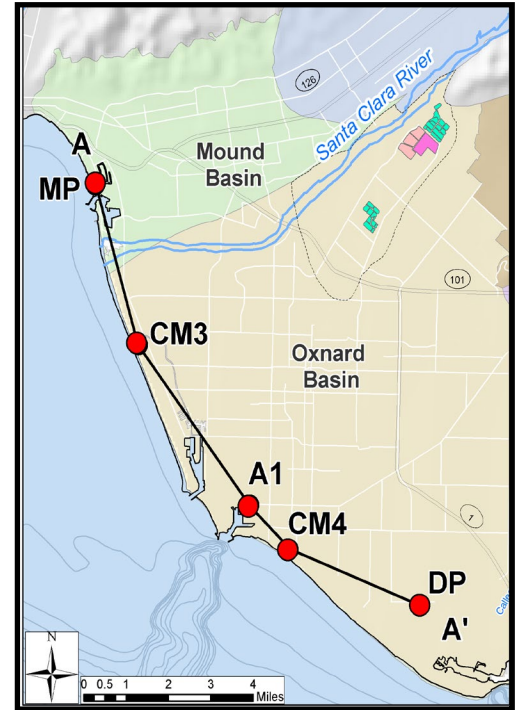 126
Santa Clara River
A
Mound
Basin
MP
101
CM3
Oxnard
Basin
A1
1
CM4
DP
A'
N
0 0.5 1 2 3 4
Miles